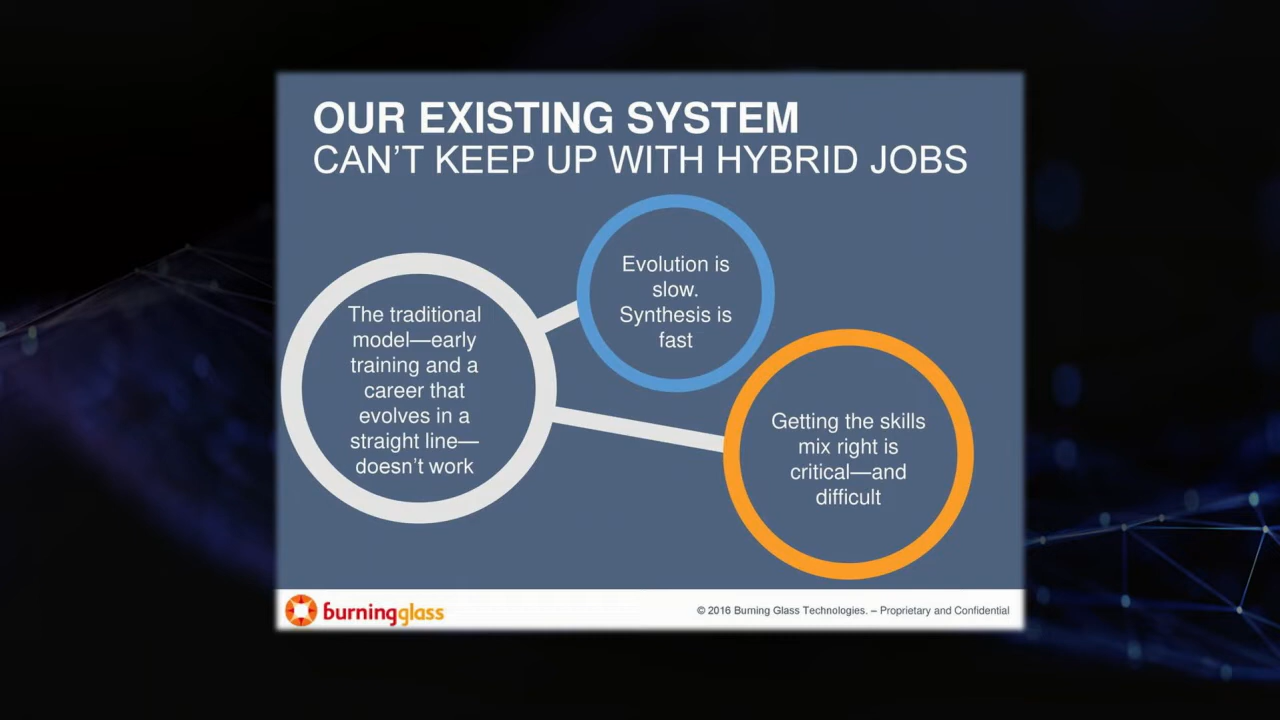 OUR EXISTING SYSTEM
CAN'T KEEP UP WITH HYBRID JOBS
The traditional
model—early
training and a
career that
evolves in a
straight line—
doesn't work
Evolution is
slow.
Synthesis is
fast
Getting the skills
mix right is
critical—and
difficult
burningglass
© 2016 Burning Glass Technologies. – Proprietary and Confidential